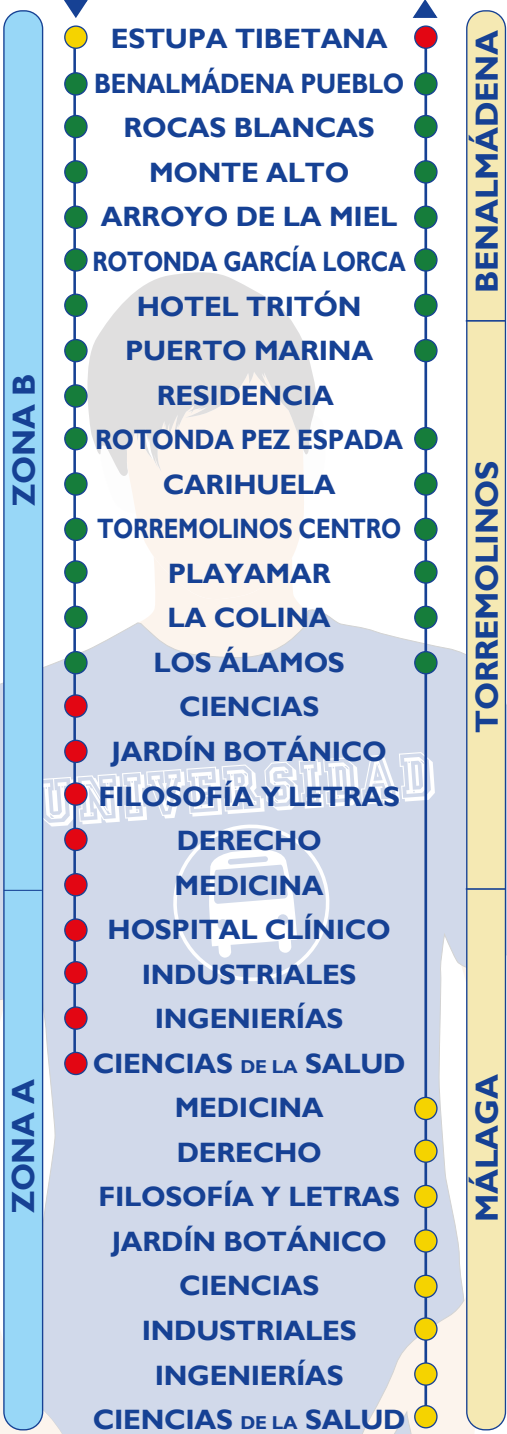 ESTUPA TIBETANA
BENALMÁDENA PUEBLO
ROCAS BLANCAS
MONTE ALTO
ARROYO DE LA MIEL
ROTONDA GARCÍA LORCA
HOTEL TRITÓN
PUERTO MARINA
RESIDENCIA
ROTONDA PEZ ESPADA
CARIHUELA
TORREMOLINOS CENTRO
PLAYAMAR
LA COLINA
LOS ÁLAMOS
CIENCIAS
JARDÍN BOTÁNICO
UNIVERSIDAD
FILOSOFÍA Y LETRAS
DERECHO
MEDICINA
HOSPITAL CLÍNICO
INDUSTRIALES
INGENIERÍAS
CIENCIAS DE LA SALUD
MEDICINA
DERECHO
FILOSOFÍA Y LETRAS
JARDÍN BOTÁNICO
CIENCIAS
INDUSTRIALES
INGENIERÍAS
CIENCIAS DE LA SALUD
ZONA B
ZONA A
BENALMÁDENA
TORREMOLINOS
MÁLAGA